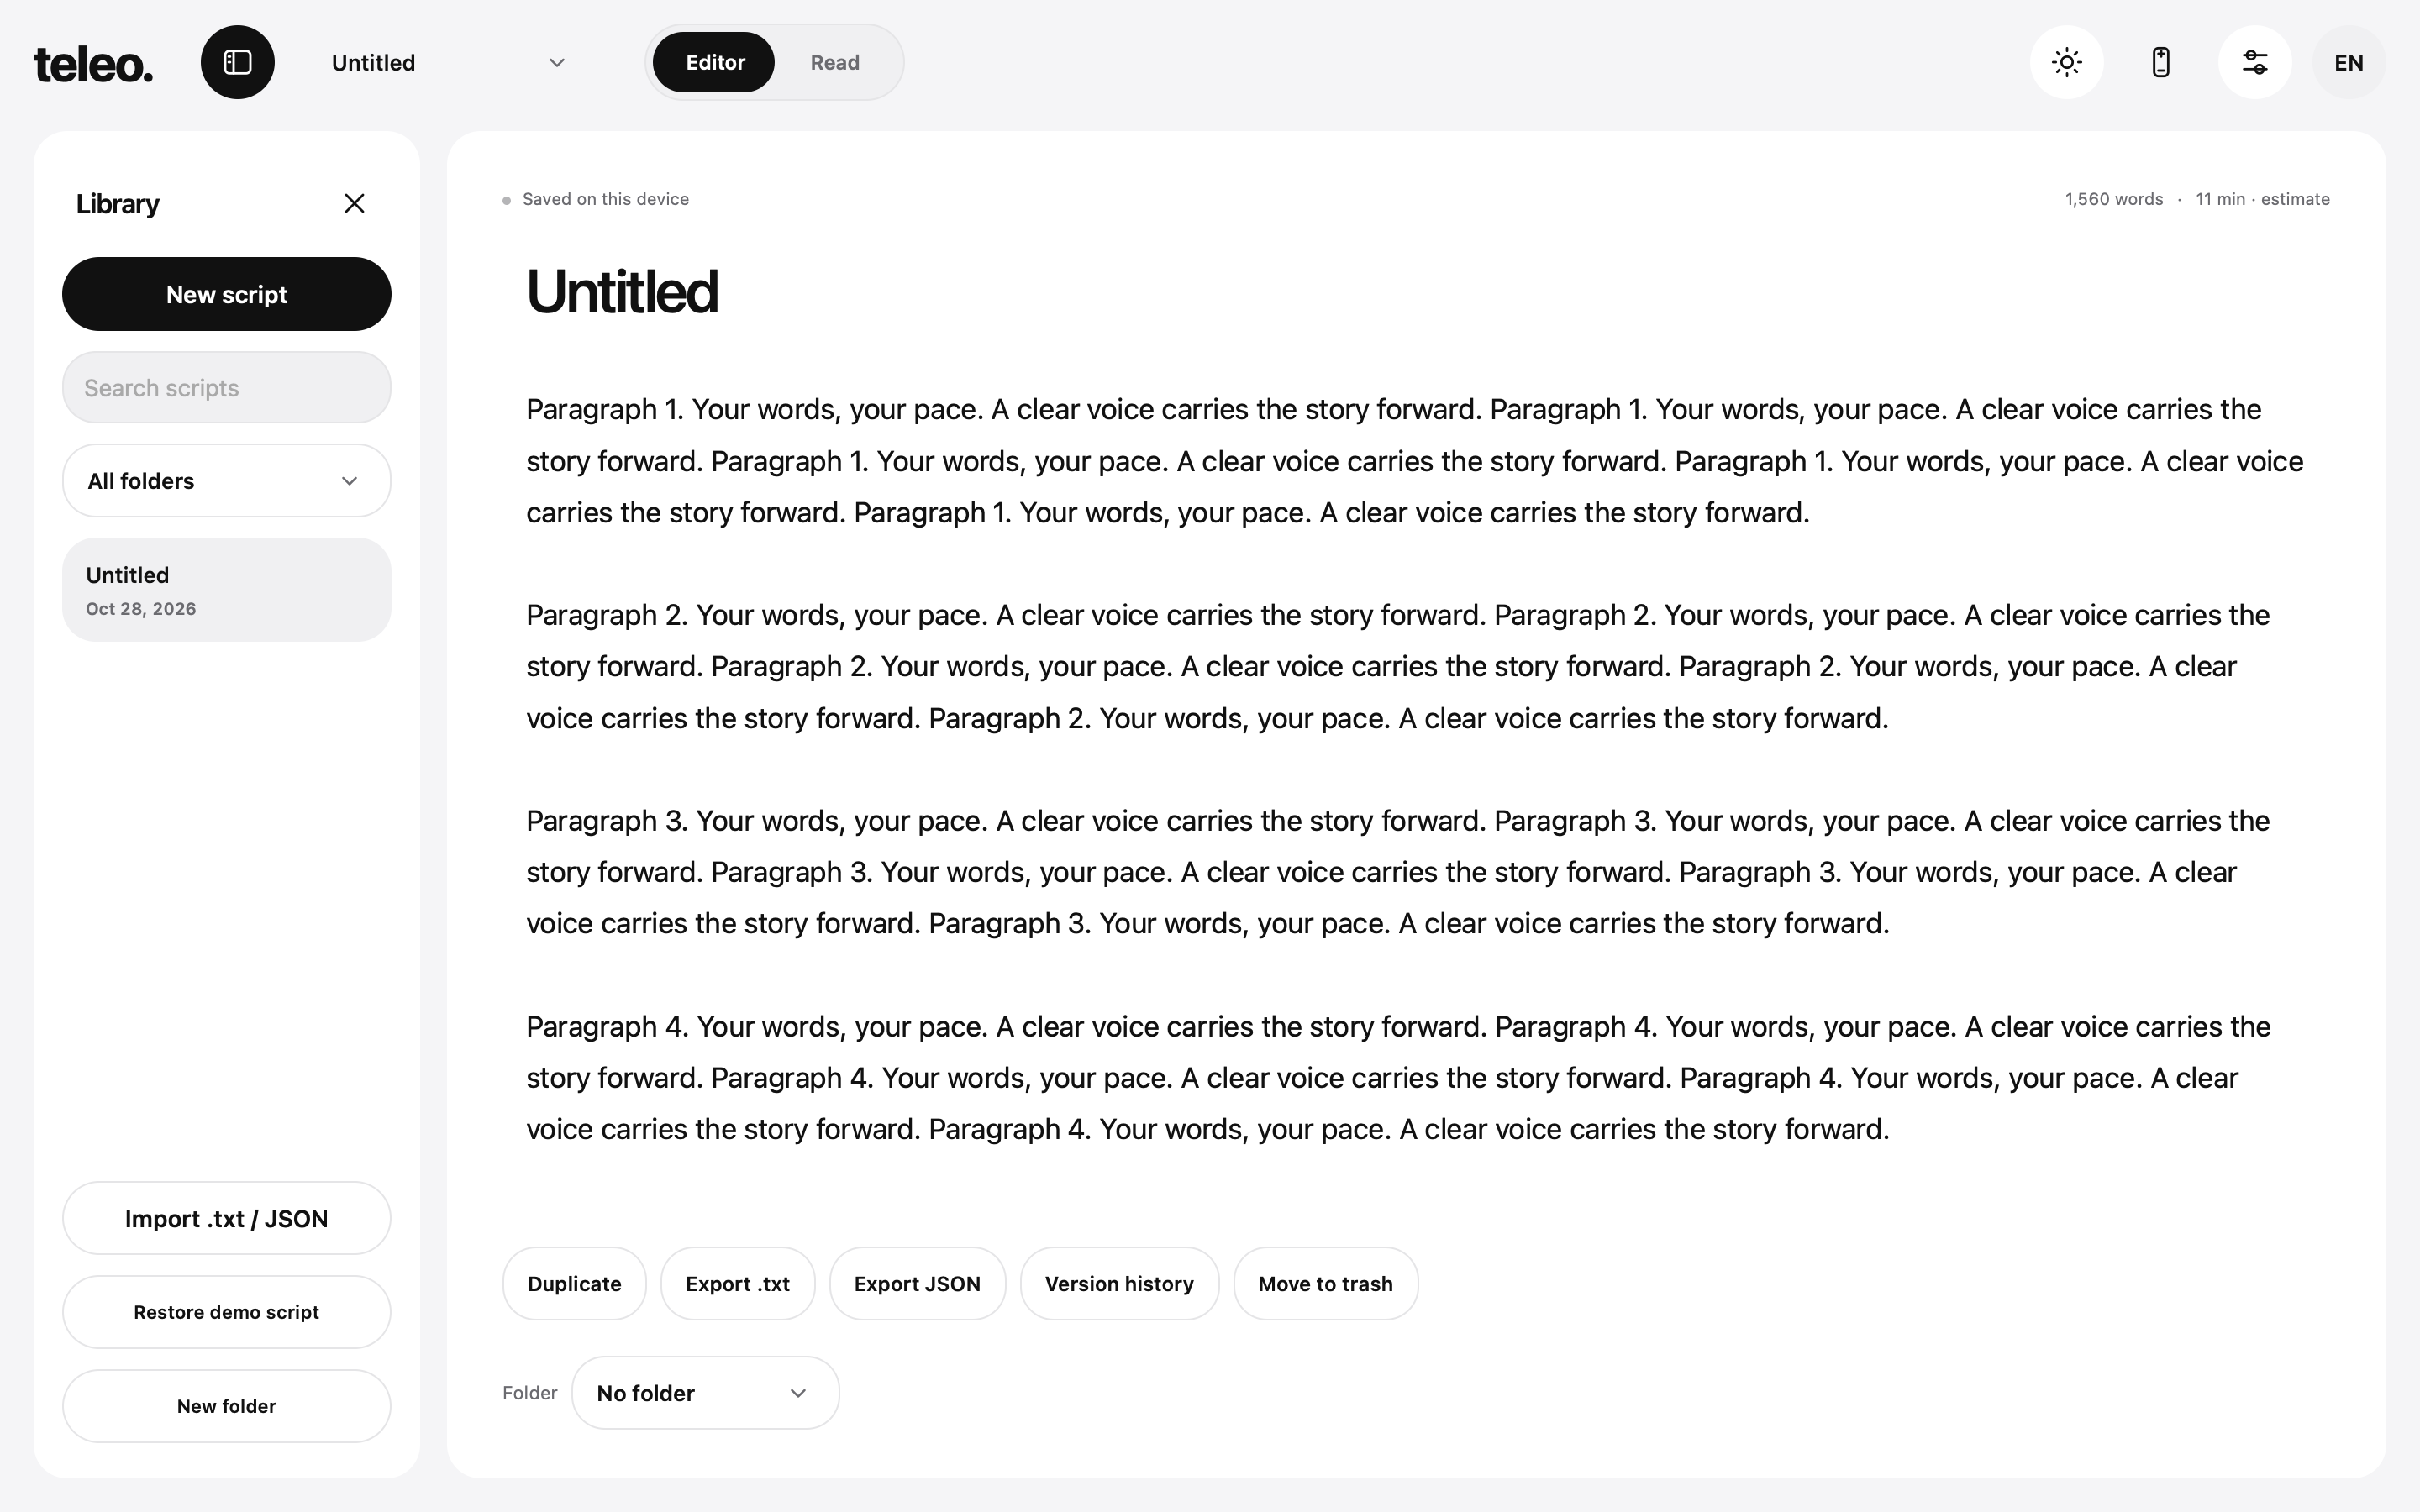 teleo.
Untitled
Editor
Read
EN
Library
New script
Search scripts
All folders
Untitled
Oct 28, 2026
Import .txt / JSON
Restore demo script
New folder
Saved on this device
1,560 words · 11 min · estimate
Untitled
Paragraph 1. Your words, your pace. A clear voice carries the story forward. Paragraph 1. Your words, your pace. A clear voice carries the
story forward. Paragraph 1. Your words, your pace. A clear voice carries the story forward. Paragraph 1. Your words, your pace. A clear voice
carries the story forward. Paragraph 1. Your words, your pace. A clear voice carries the story forward.
Paragraph 2. Your words, your pace. A clear voice carries the story forward. Paragraph 2. Your words, your pace. A clear voice carries the
story forward. Paragraph 2. Your words, your pace. A clear voice carries the story forward. Paragraph 2. Your words, your pace. A clear
voice carries the story forward. Paragraph 2. Your words, your pace. A clear voice carries the story forward.
Paragraph 3. Your words, your pace. A clear voice carries the story forward. Paragraph 3. Your words, your pace. A clear voice carries the
story forward. Paragraph 3. Your words, your pace. A clear voice carries the story forward. Paragraph 3. Your words, your pace. A clear
voice carries the story forward. Paragraph 3. Your words, your pace. A clear voice carries the story forward.
Paragraph 4. Your words, your pace. A clear voice carries the story forward. Paragraph 4. Your words, your pace. A clear voice carries the
story forward. Paragraph 4. Your words, your pace. A clear voice carries the story forward. Paragraph 4. Your words, your pace. A clear
voice carries the story forward. Paragraph 4. Your words, your pace. A clear voice carries the story forward.
Duplicate
Export .txt
Export JSON
Version history
Move to trash
Folder
No folder